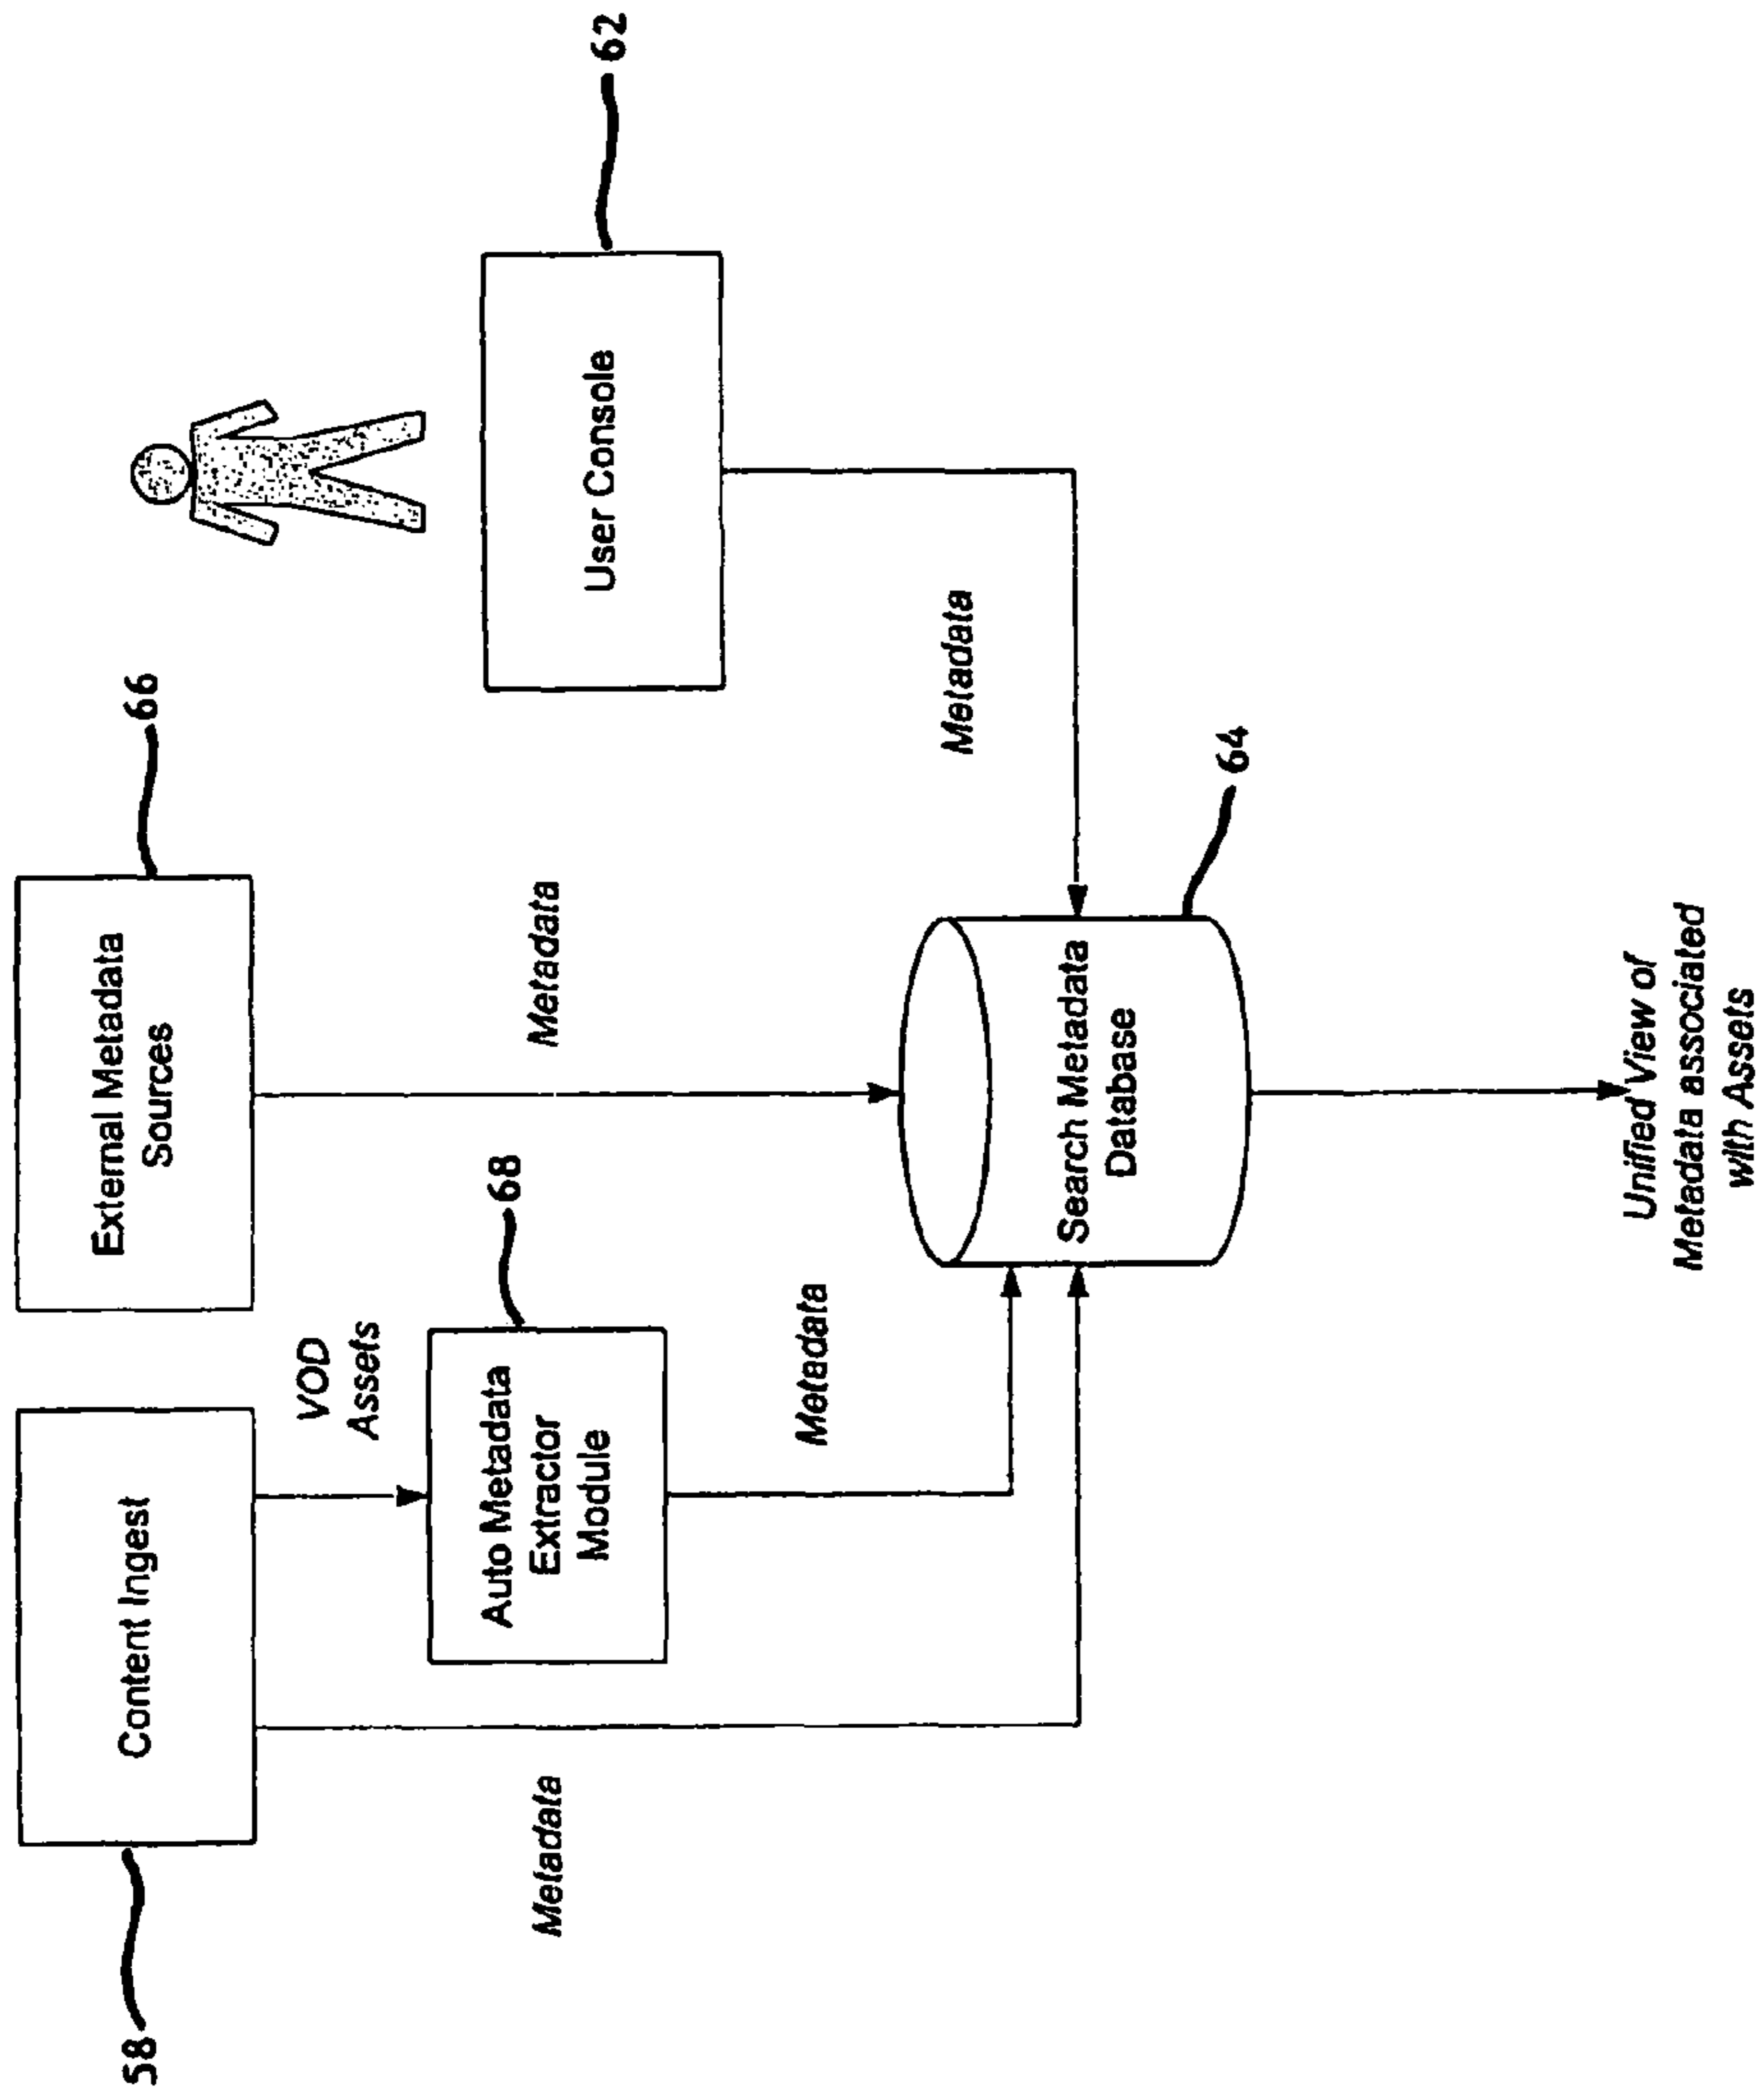 58
Content Ingest
External Metadata
Sources
66
VOD
Assets
Auto Metadata
Extractor
Module
68
Metadata
Metadata
Metadata
User Console
62
Metadata
Search Metadata
Database
64
Unified View of
Metadata associated
with Assets